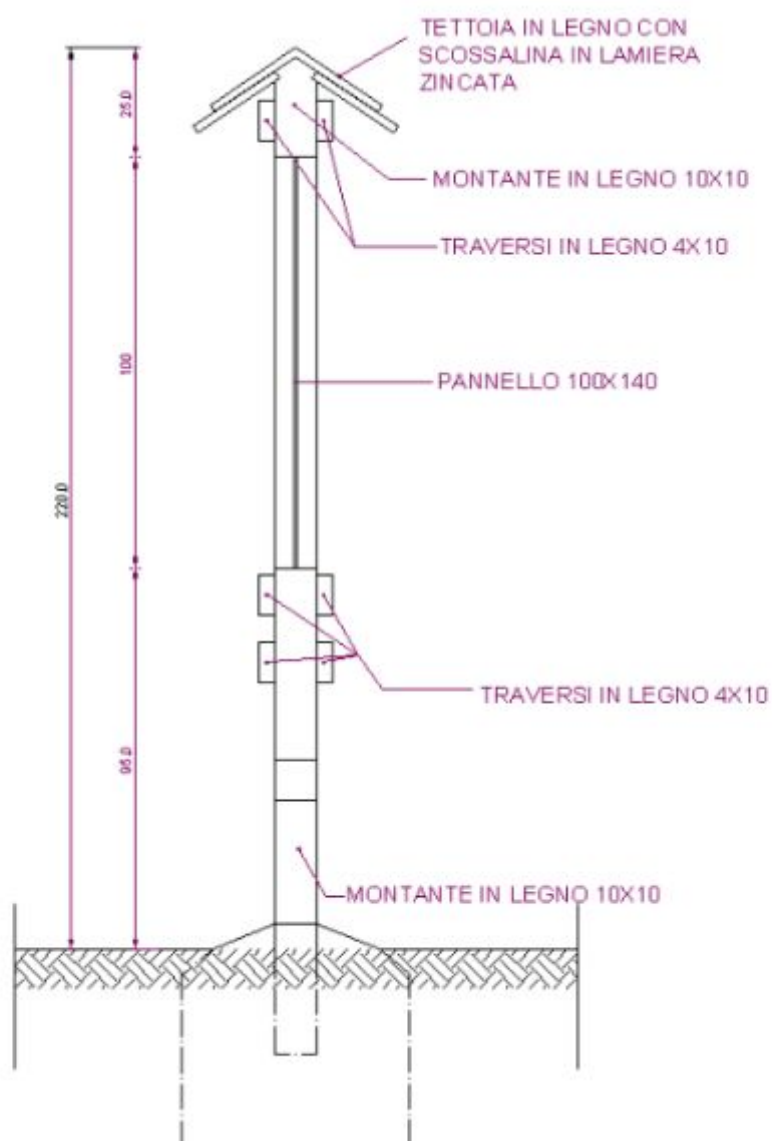 TETTOIA IN LEGNO CON
SCOSSALINA IN LAMIERA
ZINCATA
25.0
MONTANTE IN LEGNO 10X10
TRAVERSI IN LEGNO 4X10
100
PANNELLO 100X140
220.0
TRAVERSI IN LEGNO 4X10
95.0
MONTANTE IN LEGNO 10X10